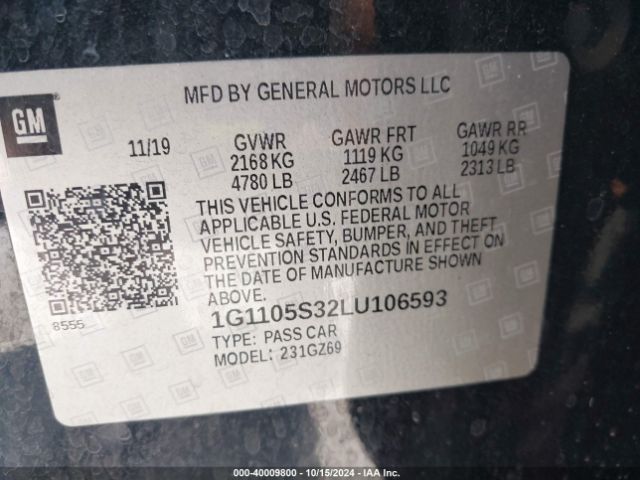 MFD BY GENERAL MOTORS LLC
GM
11/19 GVWR GAWR FRT GAWR RR
2168 KG 1119 KG 1049 KG
4780 LB 2467 LB 2313 LB
THIS VEHICLE CONFORMS TO ALL
APPLICABLE U.S. FEDERAL MOTOR
VEHICLE SAFETY, BUMPER, AND THEFT
PREVENTION STANDARDS IN EFFECT ON
THE DATE OF MANUFACTURE SHOWN
ABOVE.
8555
1G1105S32LU106593
TYPE: PASS CAR
MODEL: 231GZ69
000-40009800 - 10/15/2024 - IAA Inc.